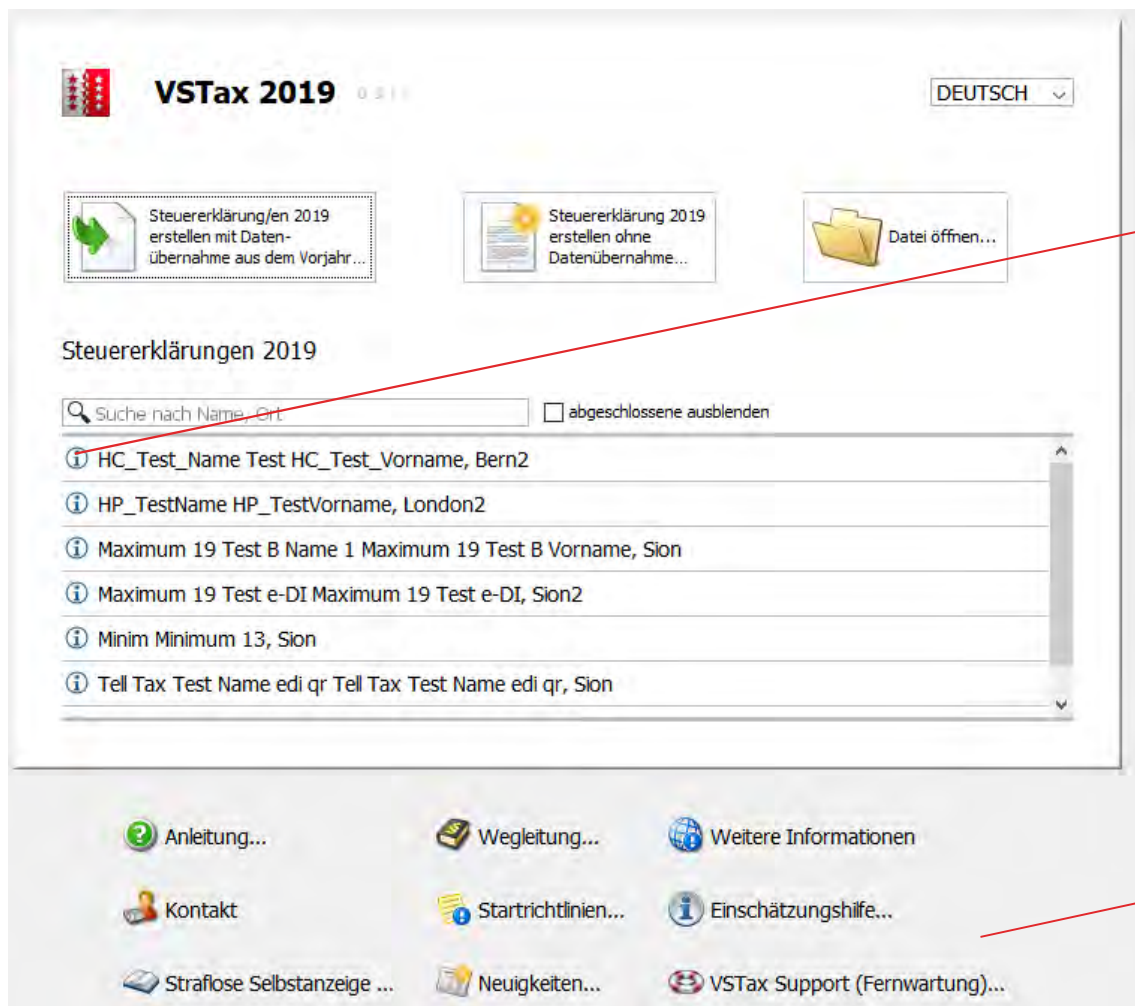 VSTax 2019
DEUTSCH
Steuererklärung/en 2019
erstellen mit Daten-
übernahme aus dem Vorjahr...
Steuererklärung 2019
erstellen ohne
Datenübernahme...
Datei öffnen...
Steuererklärungen 2019
Suche nach Name, Ort
abgeschlossene ausblenden
HC_Test_Name Test HC_Test_Vorname, Bern2
HP_TestName HP_TestVorname, London2
Maximum 19 Test B Name 1 Maximum 19 Test B Vorname, Sion
Maximum 19 Test e-DI Maximum 19 Test e-DI, Sion2
Minim Minimum 13, Sion
Tell Tax Test Name edi qr Tell Tax Test Name edi qr, Sion
Anleitung...
Wegleitung...
Weitere Informationen
Kontakt
Startrichtlinien...
Einschätzungshilfe...
Straflose Selbstanzeige ...
Neuigkeiten...
VSTax Support (Fernwartung)...